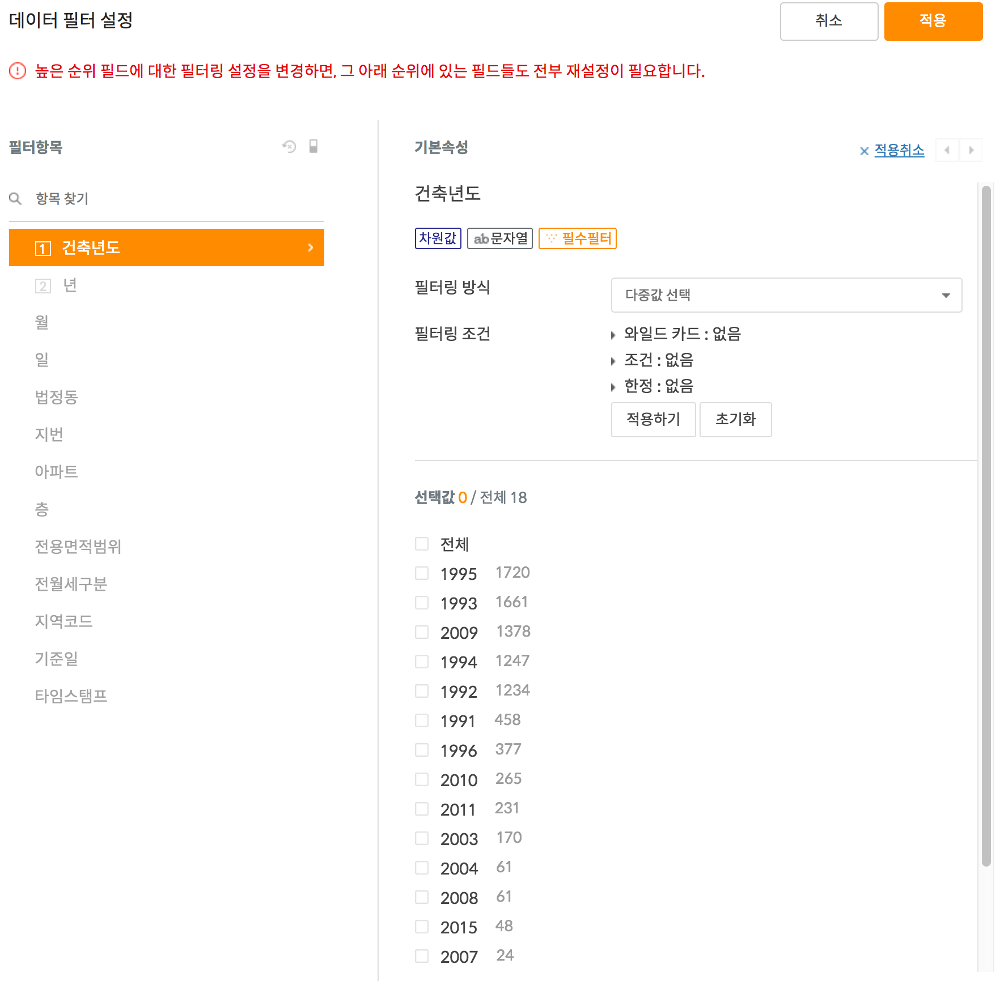 데이터 필터 설정
취소
적용
높은 순위 필드에 대한 필터링 설정을 변경하면, 그 아래 순위에 있는 필드들도 전부 재설정이 필요합니다.
필터항목
항목 찾기
1 건축년도
2 년
월
일
법정동
지번
아파트
층
전용면적범위
전월세구분
지역코드
기준일
타임스탬프
기본속성
적용취소
건축년도
차원값 ab 문자열 필수필터
필터링 방식 다중값 선택
필터링 조건 와일드 카드 : 없음
조건 : 없음
한정 : 없음
적용하기 초기화
선택값 0 / 전체 18
전체
1995 1720
1993 1661
2009 1378
1994 1247
1992 1234
1991 458
1996 377
2010 265
2011 231
2003 170
2004 61
2008 61
2015 48
2007 24